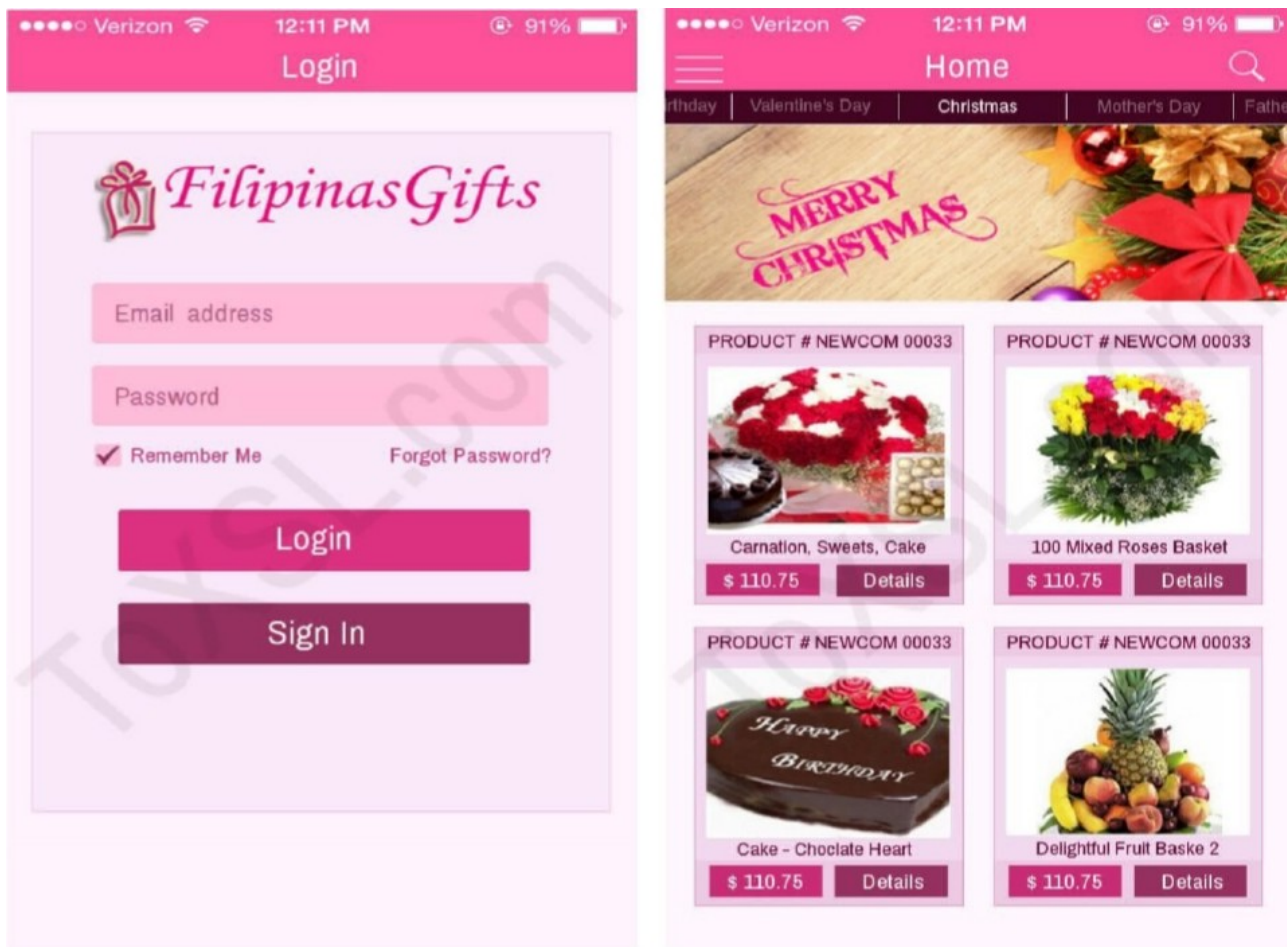 Verizon 12:11 PM 91%
Login
FilipinasGifts
Email address
Password
Remember Me Forgot Password?
Login
Sign In
ToXSL.com
Verizon 12:11 PM 91%
Home
rthday Valentine's Day Christmas Mother's Day Fathe
MERRY
CHRISTMAS
PRODUCT # NEWCOM 00033 PRODUCT # NEWCOM 00033
Carnation, Sweets, Cake 100 Mixed Roses Basket
$ 110.75 Details $ 110.75 Details
PRODUCT # NEWCOM 00033 PRODUCT # NEWCOM 00033
HAPPY
BIRTHDAY
Cake - Choclate Heart Delightful Fruit Baske 2
$ 110.75 Details $ 110.75 Details
ToXSL.com